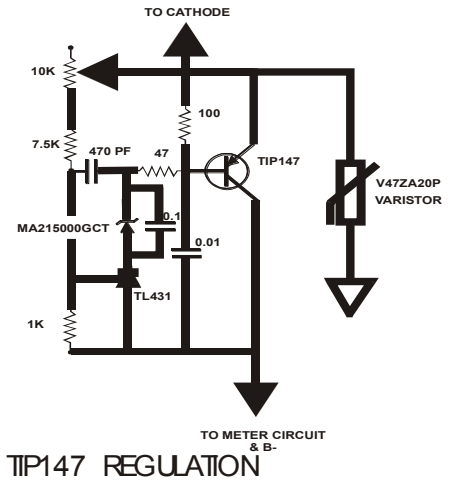 TO CATHODE
10K
100
7.5K
470 PF
47
TIP147
V47ZA20P
VARISTOR
MA215000GCT
0.1
0.01
TL431
1K
TO METER CIRCUIT
& B-
TIP147 REGULATION